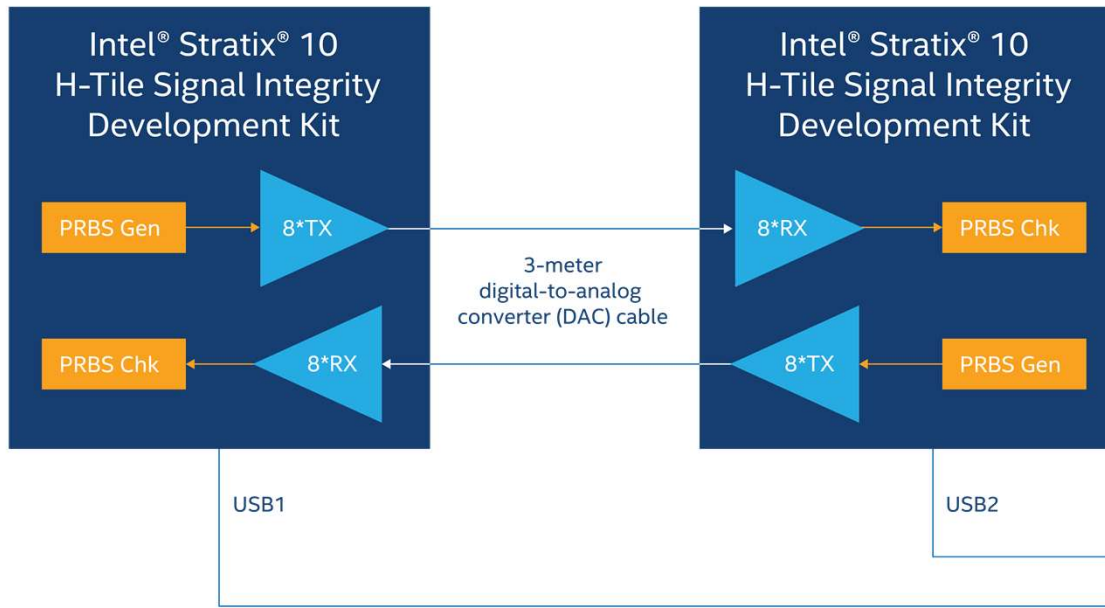 Intel® Stratix® 10
H-Tile Signal Integrity
Development Kit
PRBS Gen
8*TX
PRBS Chk
8*RX
3-meter
digital-to-analog
converter (DAC) cable
Intel® Stratix® 10
H-Tile Signal Integrity
Development Kit
8*RX
PRBS Chk
8*TX
PRBS Gen
USB1
USB2